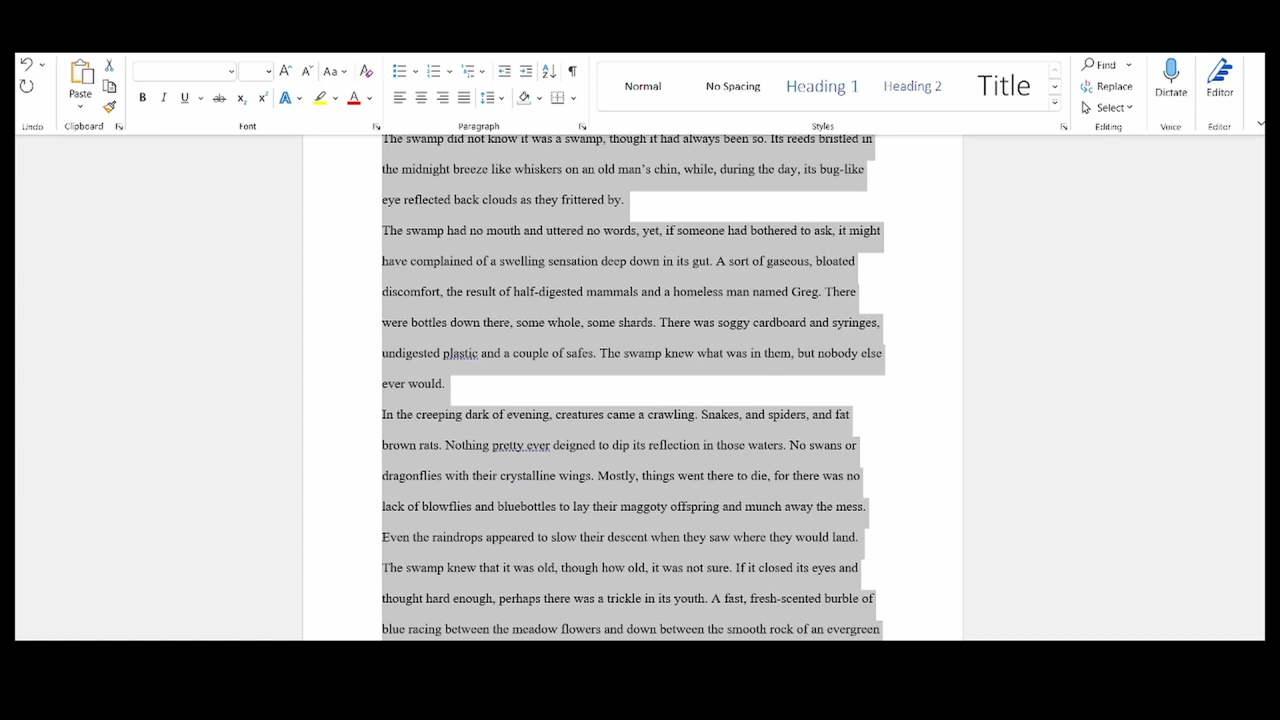 Undo
Paste
Clipboard
Aa
B I U ab x₂ x² A A
Font
Paragraph
Normal
No Spacing
Heading 1
Heading 2
Title
Styles
Find
Replace
Select
Editing
Dictate
Voice
Editor
Editor
The swamp did not know it was a swamp, though it had always been so. Its reeds bristled in
the midnight breeze like whiskers on an old man’s chin, while, during the day, its bug-like
eye reflected back clouds as they frittered by.
The swamp had no mouth and uttered no words, yet, if someone had bothered to ask, it might
have complained of a swelling sensation deep down in its gut. A sort of gaseous, bloated
discomfort, the result of half-digested mammals and a homeless man named Greg. There
were bottles down there, some whole, some shards. There was soggy cardboard and syringes,
undigested plastic and a couple of safes. The swamp knew what was in them, but nobody else
ever would.
In the creeping dark of evening, creatures came a crawling. Snakes, and spiders, and fat
brown rats. Nothing pretty ever deigned to dip its reflection in those waters. No swans or
dragonflies with their crystalline wings. Mostly, things went there to die, for there was no
lack of blowflies and bluebottles to lay their maggoty offspring and munch away the mess.
Even the raindrops appeared to slow their descent when they saw where they would land.
The swamp knew that it was old, though how old, it was not sure. If it closed its eyes and
thought hard enough, perhaps there was a trickle in its youth. A fast, fresh-scented burble of
blue racing between the meadow flowers and down between the smooth rock of an evergreen